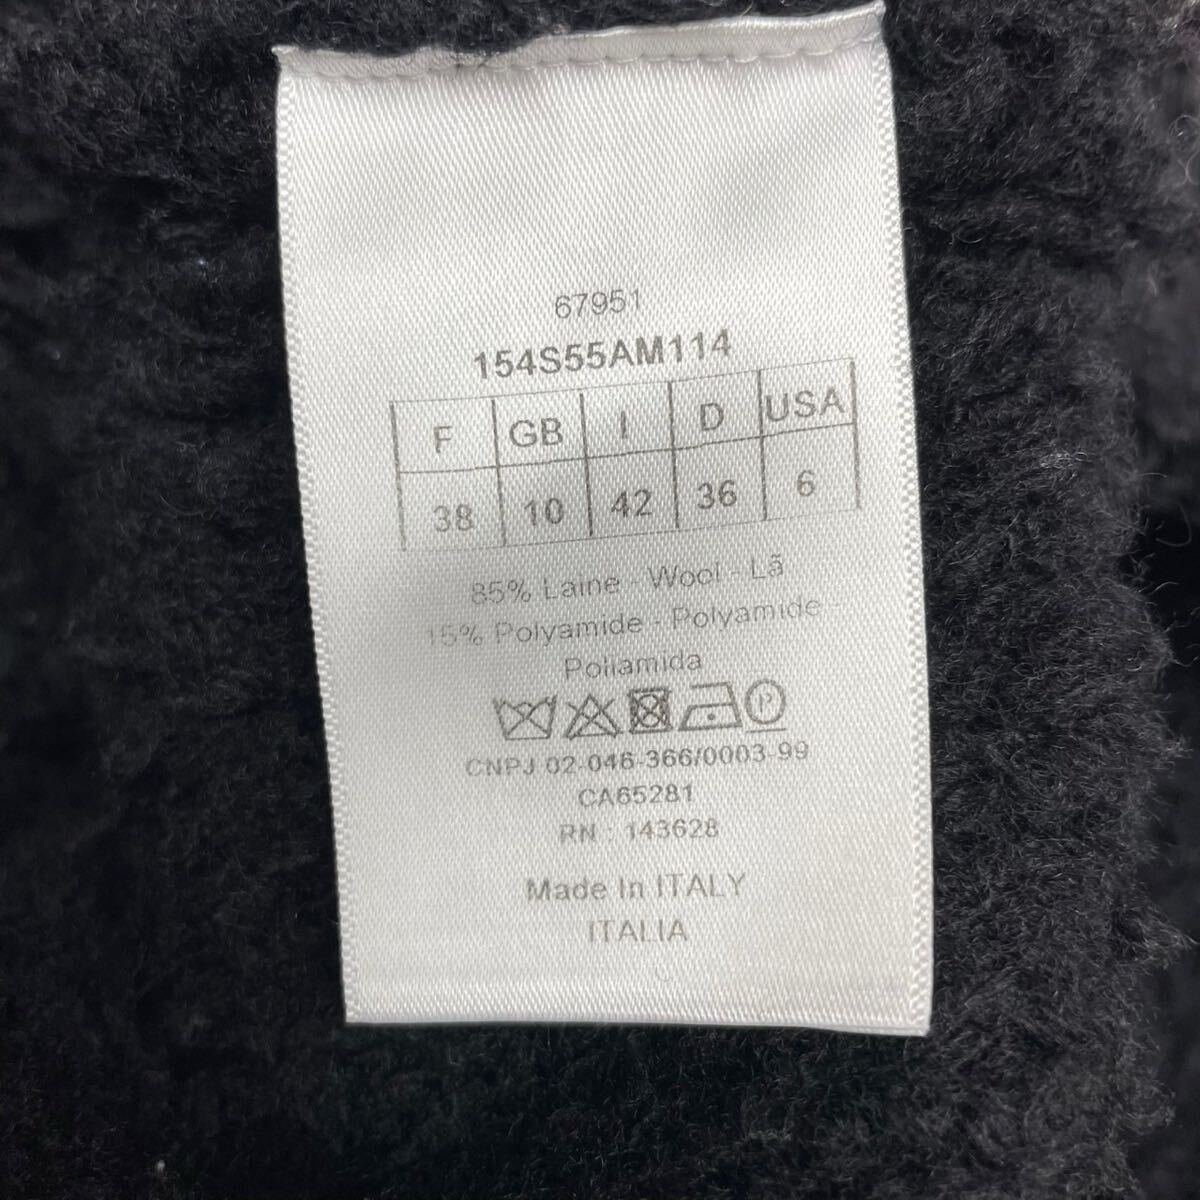 67951
154S55AM114
F GB I D USA
38 10 42 36 6
85% Laine - Wool - Lã
15% Polyamide - Polyamide -
Poliamida
P
CNPJ 02-046-366/0003-99
CA65281
RN : 143628
Made In ITALY
ITALIA